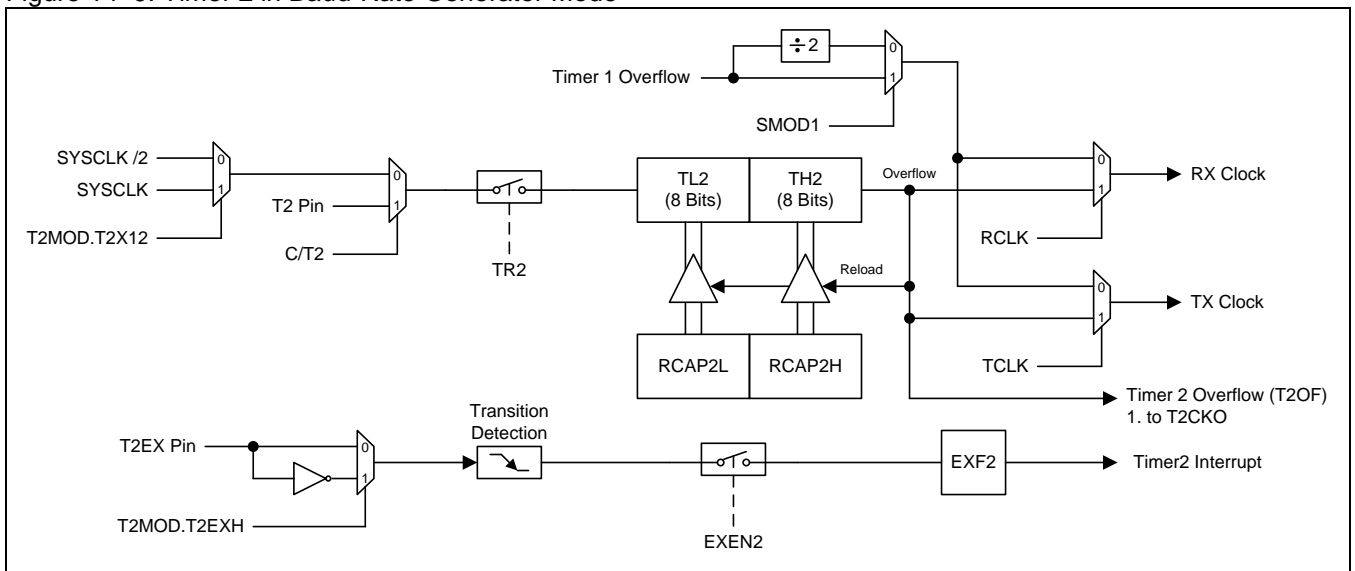 Figure
Timer 2 in Baud Rate Generator Mode
÷2
0
1
Timer 1 Overflow
SMOD1
SYSCLK /2
SYSCLK
0
1
T2MOD.T2X12
T2 Pin
0
1
C/T2
TR2
TL2
(8 Bits)
TH2
(8 Bits)
Overflow
Reload
RCAP2L
RCAP2H
0
1
RX Clock
RCLK
0
1
TX Clock
TCLK
Timer 2 Overflow (T2OF)
1. to T2CKO
T2EX Pin
0
1
T2MOD.T2EXH
Transition
Detection
EXEN2
EXF2
Timer2 Interrupt